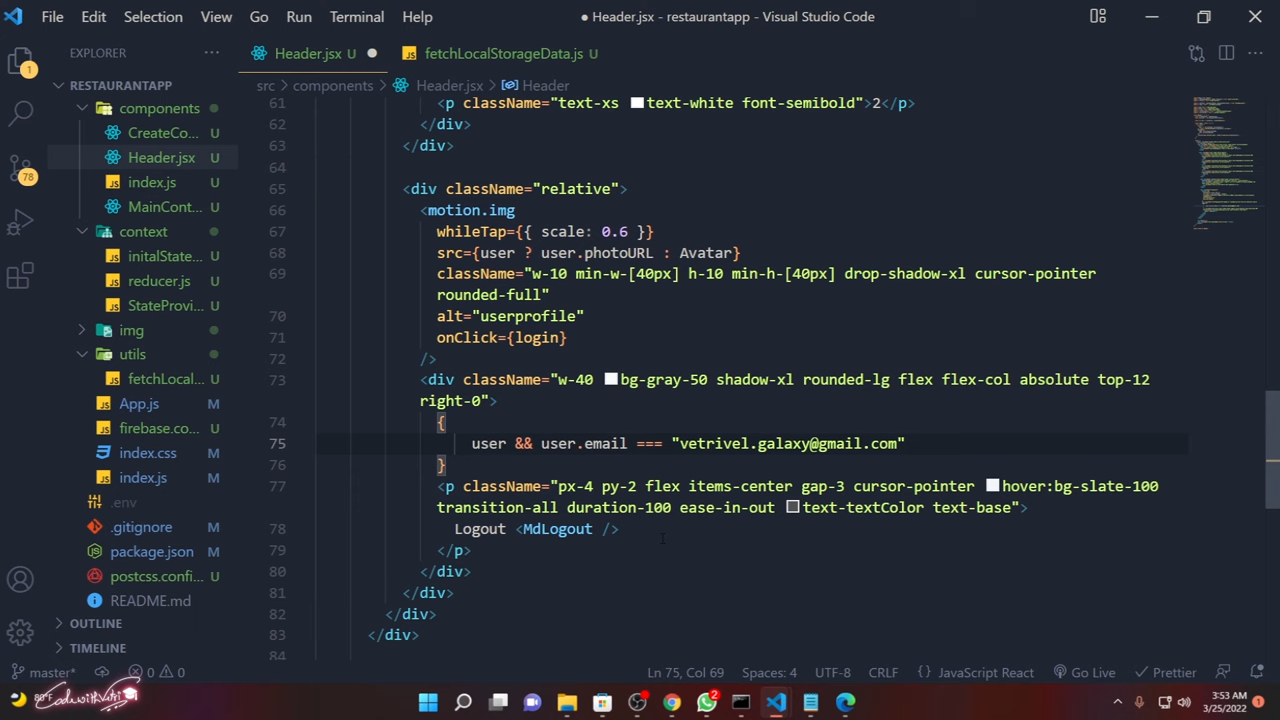 File Edit Selection View Go Run Terminal Help
● Header.jsx - restaurantapp - Visual Studio Code
EXPLORER
Header.jsx U
fetchLocalStorageData.js U
RESTAURANTAPP
src > components > Header.jsx > Header
components
CreateCo... U
Header.jsx U
index.js U
MainCont... U
context
initalState... U
reducer.js U
StateProvi... U
img
utils
fetchLocal... U
App.js M
firebase.co... M
index.css M
index.js M
.env
.gitignore M
package.json M
postcss.confi... M
README.md
OUTLINE
TIMELINE
1
78
61 <p className="text-xs text-white font-semibold">2</p>
62 </div>
63 </div>
64
65 <div className="relative">
66 <motion.img
67 whileTap={{ scale: 0.6 }}
68 src={user ? user.photoURL : Avatar}
69 className="w-10 min-w-[40px] h-10 min-h-[40px] drop-shadow-xl cursor-pointer
rounded-full"
70 alt="userprofile"
71 onClick={login}
72 />
73 <div className="w-40 bg-gray-50 shadow-xl rounded-lg flex flex-col absolute top-12
right-0">
74 {
75 user && user.email === "vetrivel.galaxy@gmail.com"
76 }
77 <p className="px-4 py-2 flex items-center gap-3 cursor-pointer hover:bg-slate-100
transition-all duration-100 ease-in-out text-textColor text-base">
78 Logout <MdLogout />
79 </p>
80 </div>
81 </div>
82 </div>
83 </div>
84
master* 0 0 Ln 75, Col 69 Spaces: 4 UTF-8 CRLF {} JavaScript React Go Live Prettier
80°F
2
3:53 AM
3/25/2022